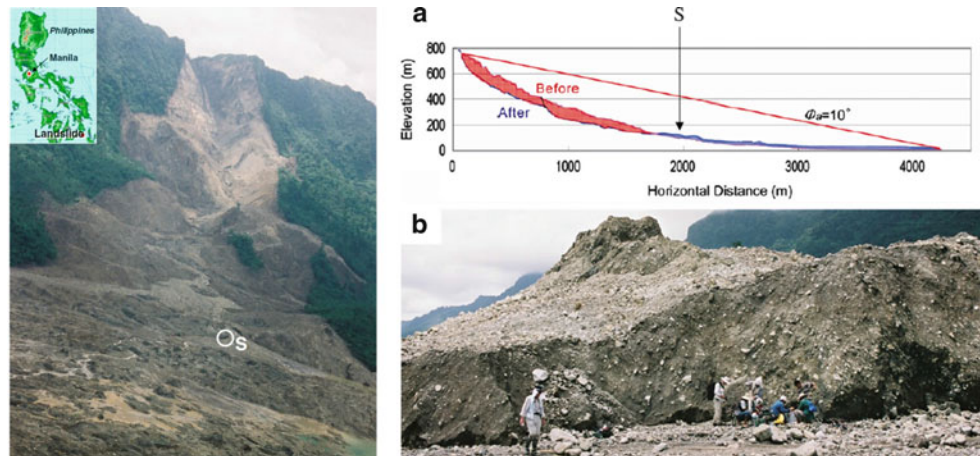 Philippines
Manila
Landslide
S
a
S
Elevation (m)
800
600
400
200
0
Before
After
Φa=10°
0
1000
2000
3000
4000
Horizontal Distance (m)
b